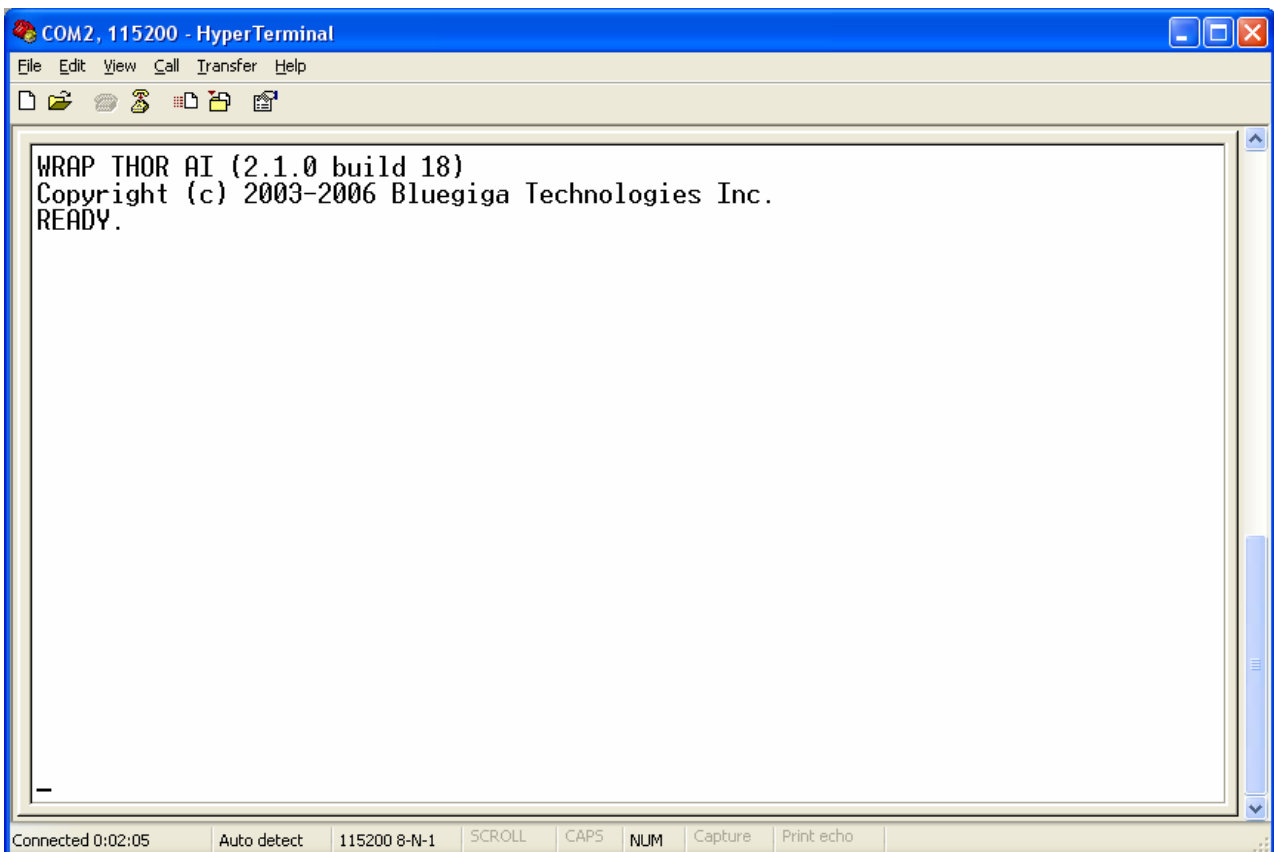 COM2, 115200 - HyperTerminal
File Edit View Call Transfer Help
WRAP THOR AI (2.1.0 build 18)
Copyright (c) 2003-2006 Bluegiga Technologies Inc.
READY.
_
Connected 0:02:05 Auto detect 115200 8-N-1 SCROLL CAPS NUM Capture Print echo